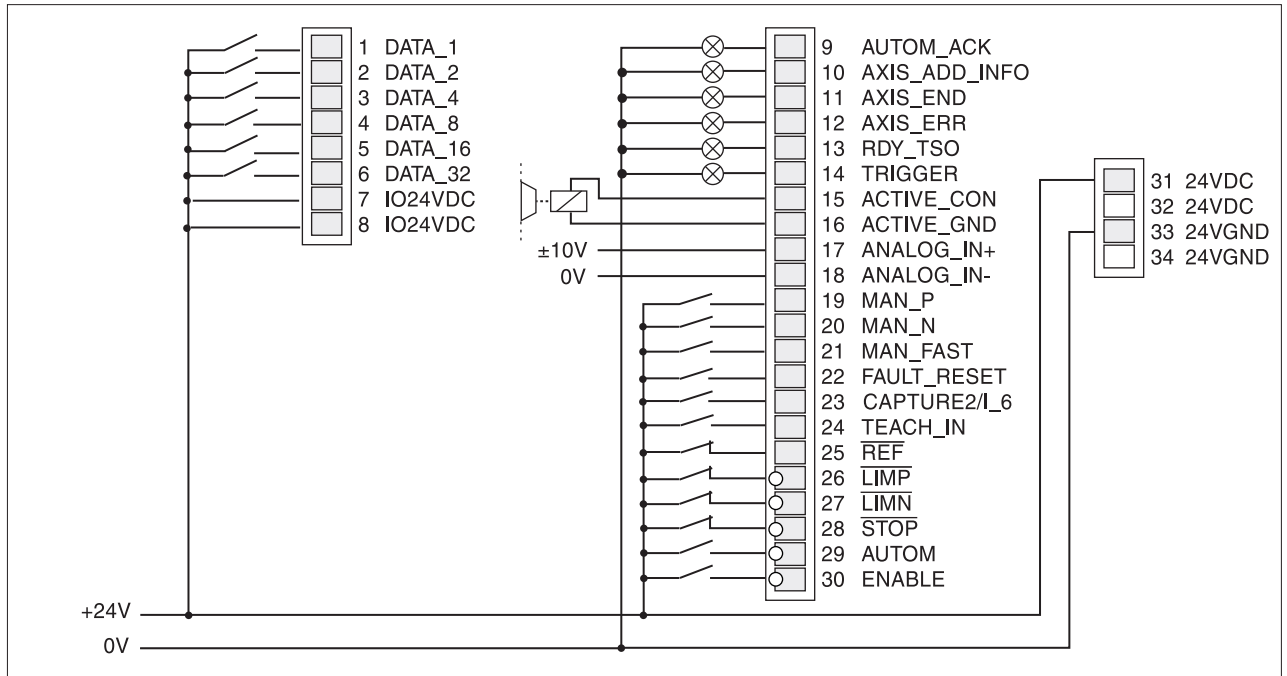 1 DATA_1
2 DATA_2
3 DATA_4
4 DATA_8
5 DATA_16
6 DATA_32
7 IO24VDC
8 IO24VDC
9 AUTOM_ACK
10 AXIS_ADD_INFO
11 AXIS_END
12 AXIS_ERR
13 RDY_TSO
14 TRIGGER
15 ACTIVE_CON
16 ACTIVE_GND
±10V
17 ANALOG_IN+
0V
18 ANALOG_IN-
19 MAN_P
20 MAN_N
21 MAN_FAST
22 FAULT_RESET
23 CAPTURE2/I_6
24 TEACH_IN
25 REF
26 LIMP
27 LIMN
28 STOP
29 AUTOM
30 ENABLE
31 24VDC
32 24VDC
33 24VGND
34 24VGND
+24V
0V